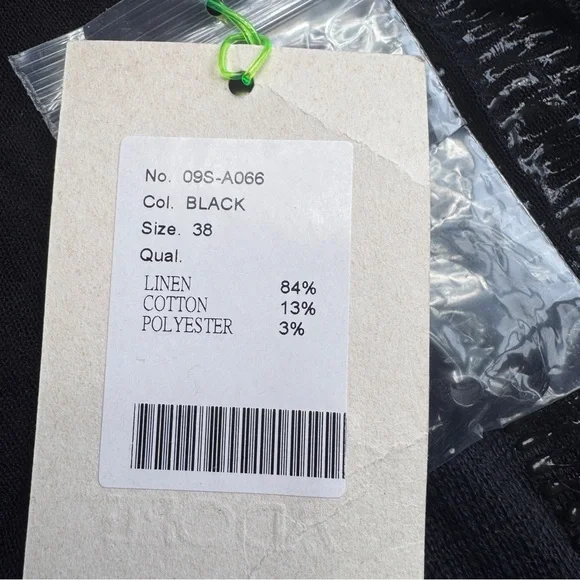 No. 09S-A066
Col. BLACK
Size. 38
Qual.
LINEN 84%
COTTON 13%
POLYESTER 3%